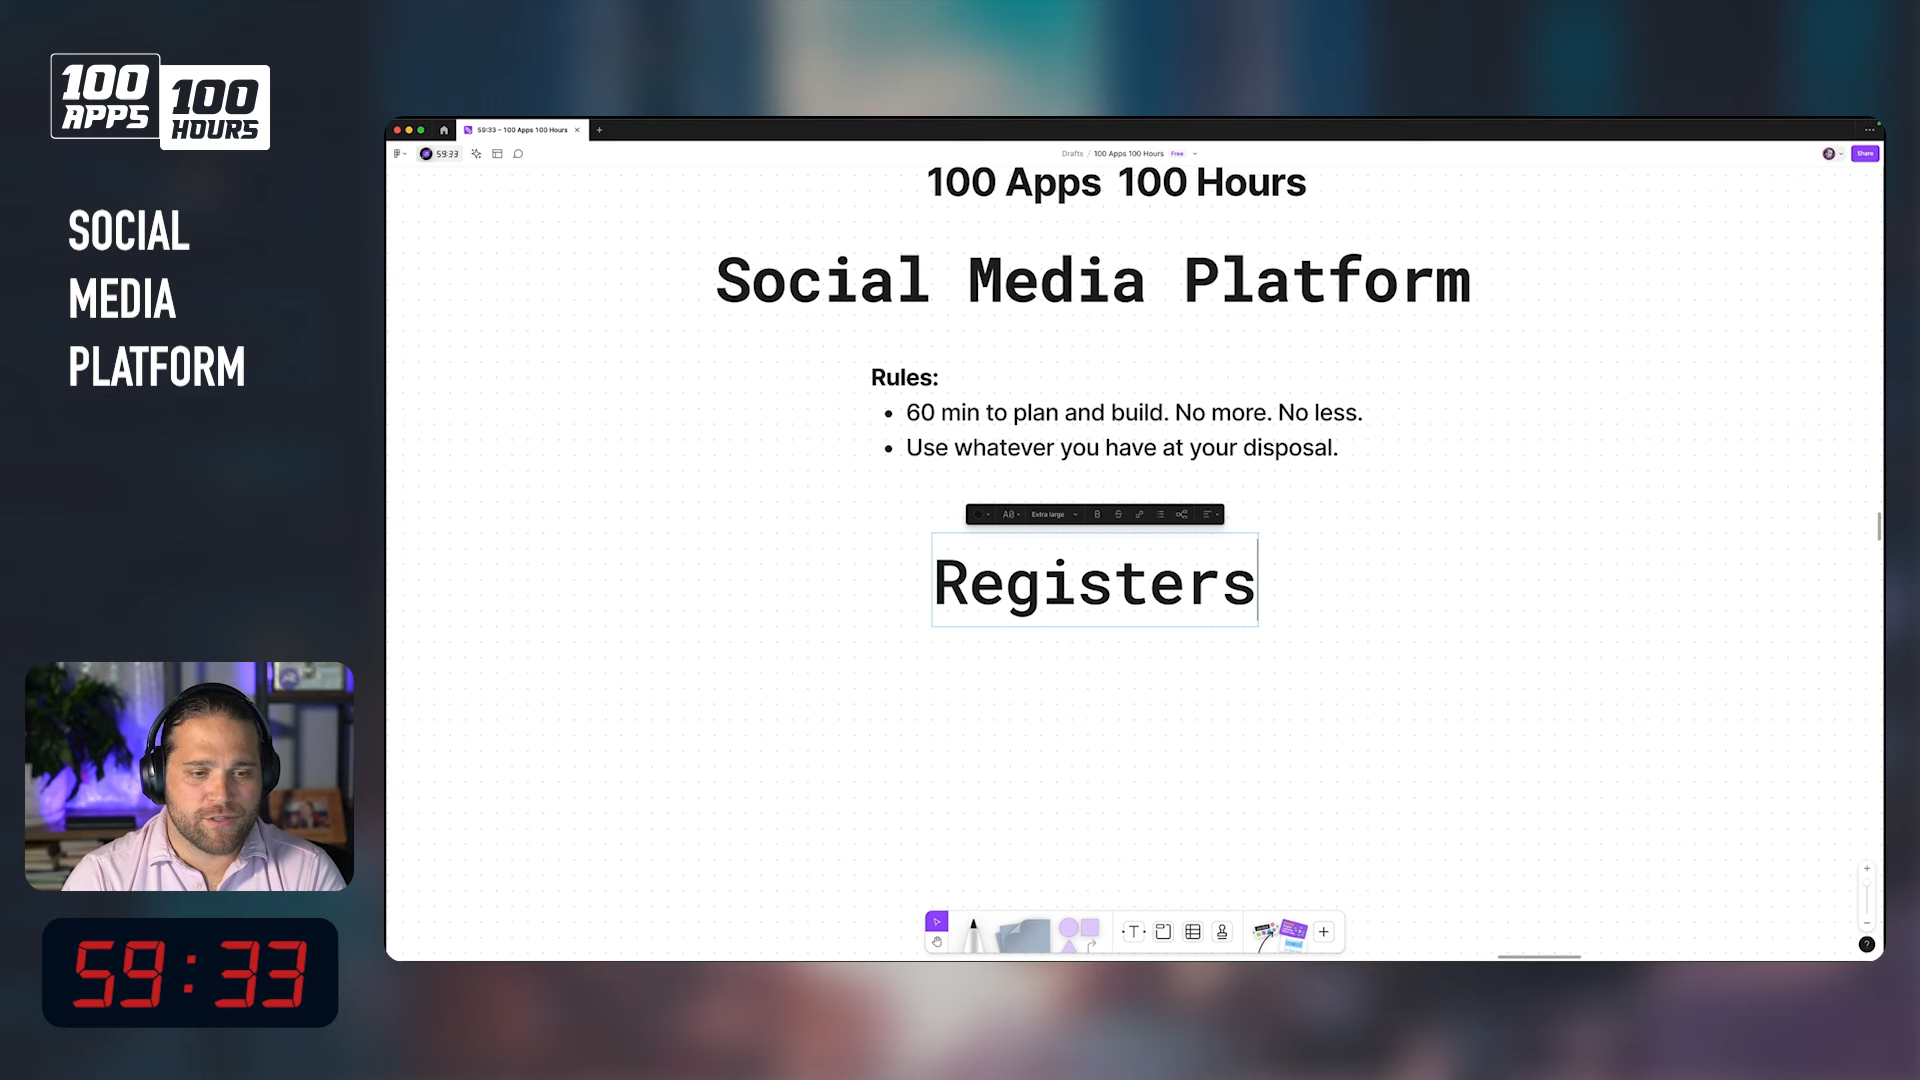 100
APPS
100
HOURS
SOCIAL
MEDIA
PLATFORM
59:33 – 100 Apps 100 Hours
59:33
Drafts / 100 Apps 100 Hours Free
Share
100 Apps 100 Hours
Social Media Platform
Rules:
• 60 min to plan and build. No more. No less.
• Use whatever you have at your disposal.
Extra large
B
S
Registers
T
?
59:33